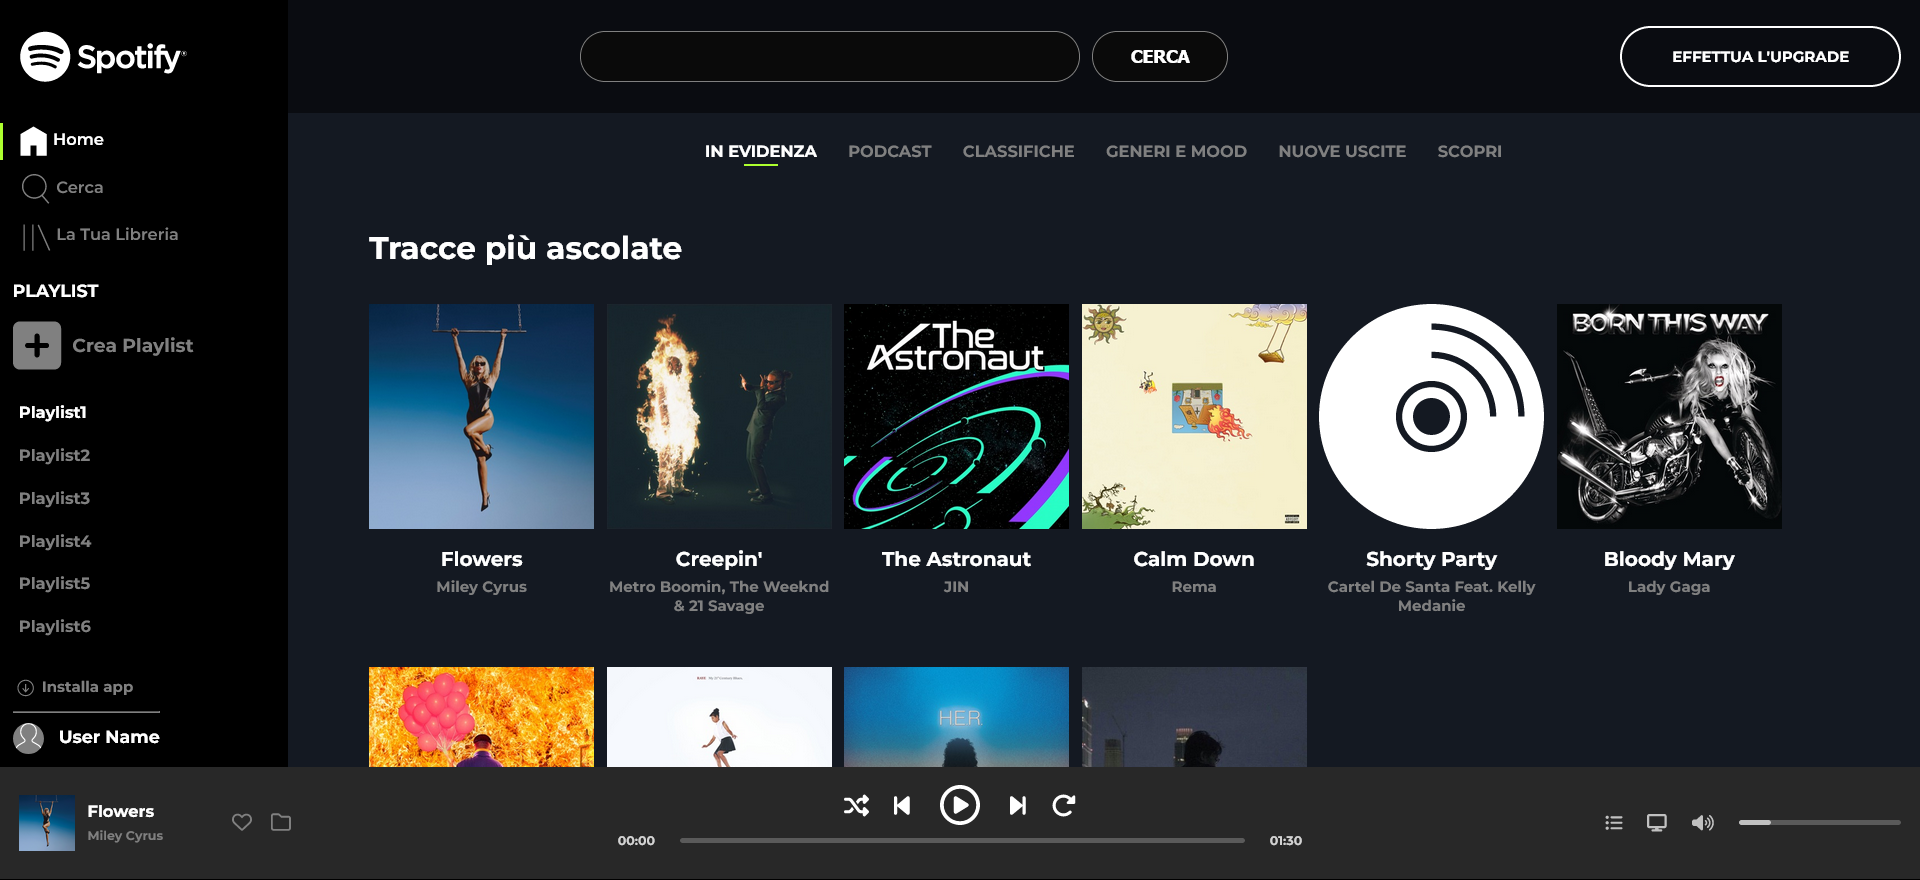 Spotify®
CERCA
EFFETTUA L'UPGRADE
Home
Cerca
La Tua Libreria
PLAYLIST
Crea Playlist
Playlist1
Playlist2
Playlist3
Playlist4
Playlist5
Playlist6
Installa app
User Name
IN EVIDENZA
PODCAST
CLASSIFICHE
GENERI E MOOD
NUOVE USCITE
SCOPRI
Tracce più ascolate
The
Astronaut
BORN THIS WAY
Flowers
Miley Cyrus
Creepin'
Metro Boomin, The Weeknd
& 21 Savage
The Astronaut
JIN
Calm Down
Rema
Shorty Party
Cartel De Santa Feat. Kelly
Medanie
Bloody Mary
Lady Gaga
HER
Flowers
Miley Cyrus
00:00
01:30